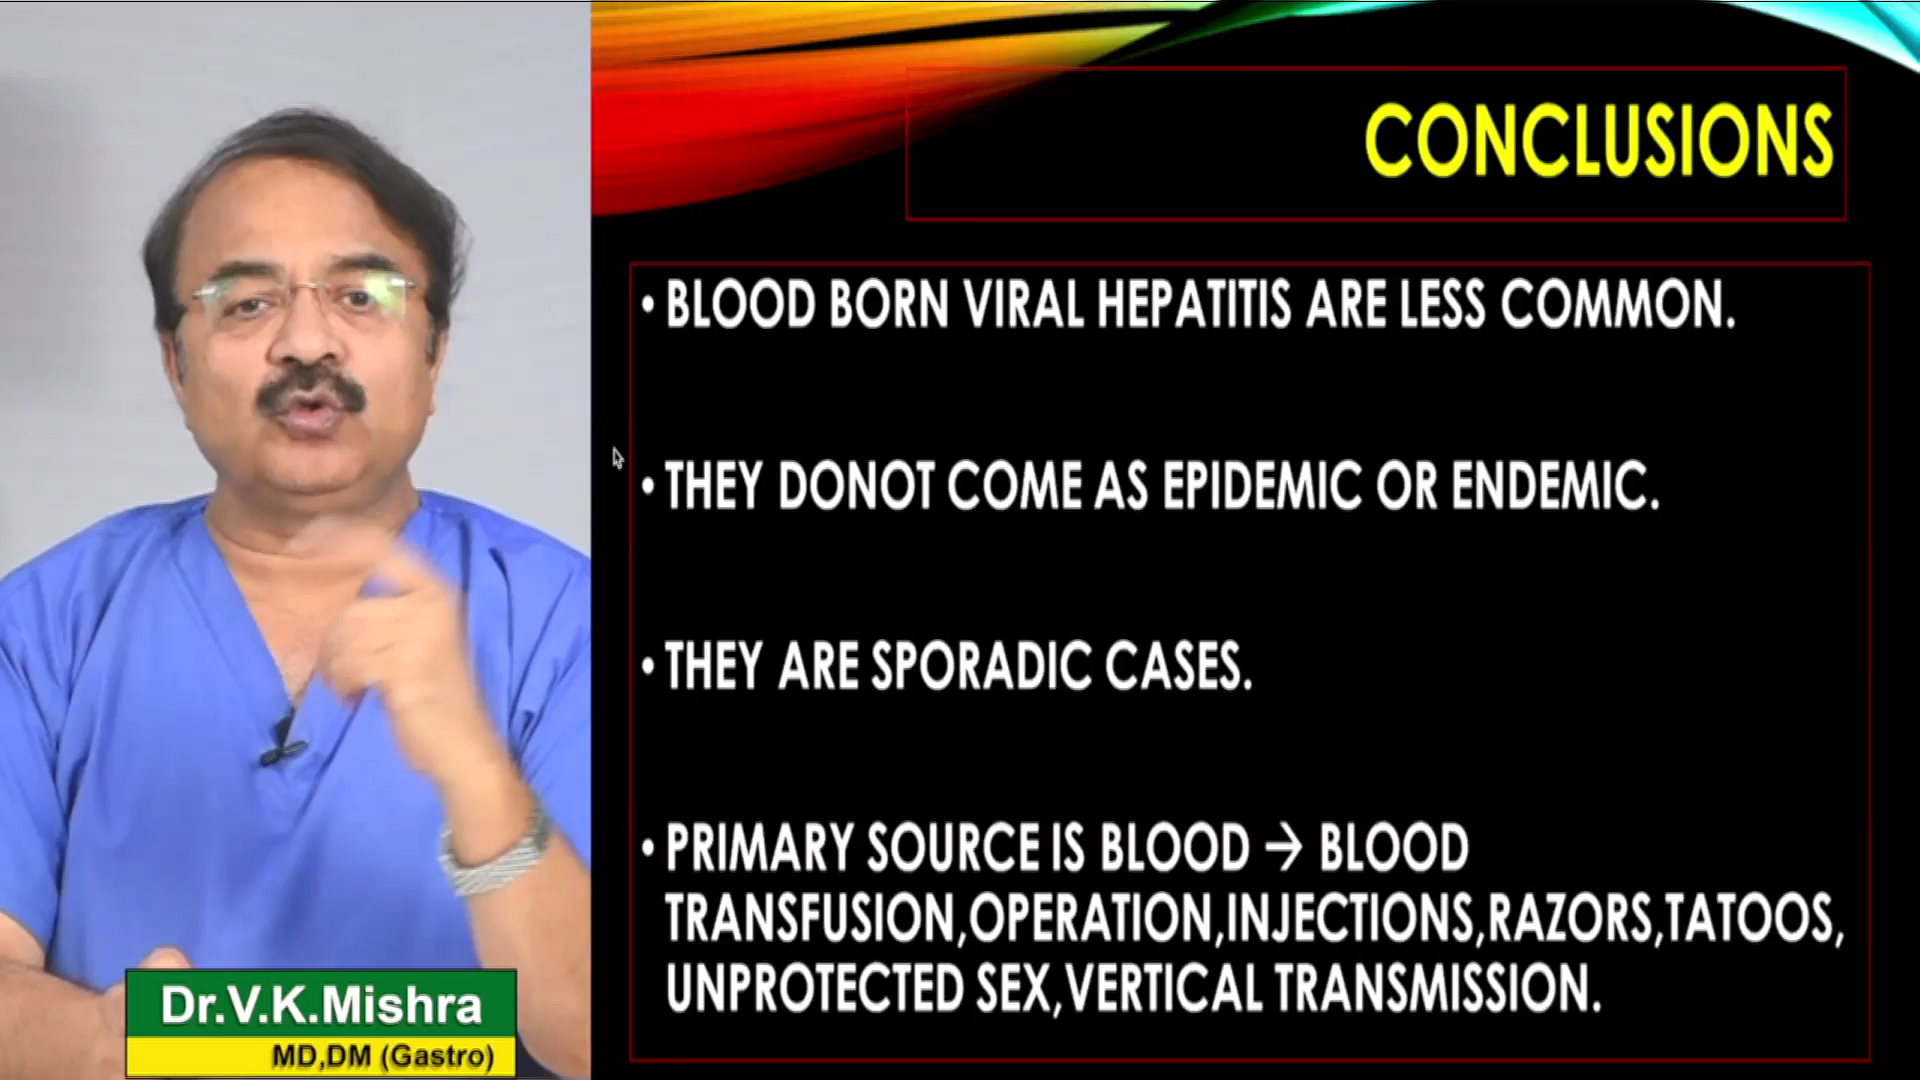 CONCLUSIONS
• BLOOD BORN VIRAL HEPATITIS ARE LESS COMMON.
• THEY DONOT COME AS EPIDEMIC OR ENDEMIC.
• THEY ARE SPORADIC CASES.
• PRIMARY SOURCE IS BLOOD → BLOOD
TRANSFUSION,OPERATION,INJECTIONS,RAZORS,TATOOS,
UNPROTECTED SEX,VERTICAL TRANSMISSION.
Dr.V.K.Mishra
MD,DM (Gastro)